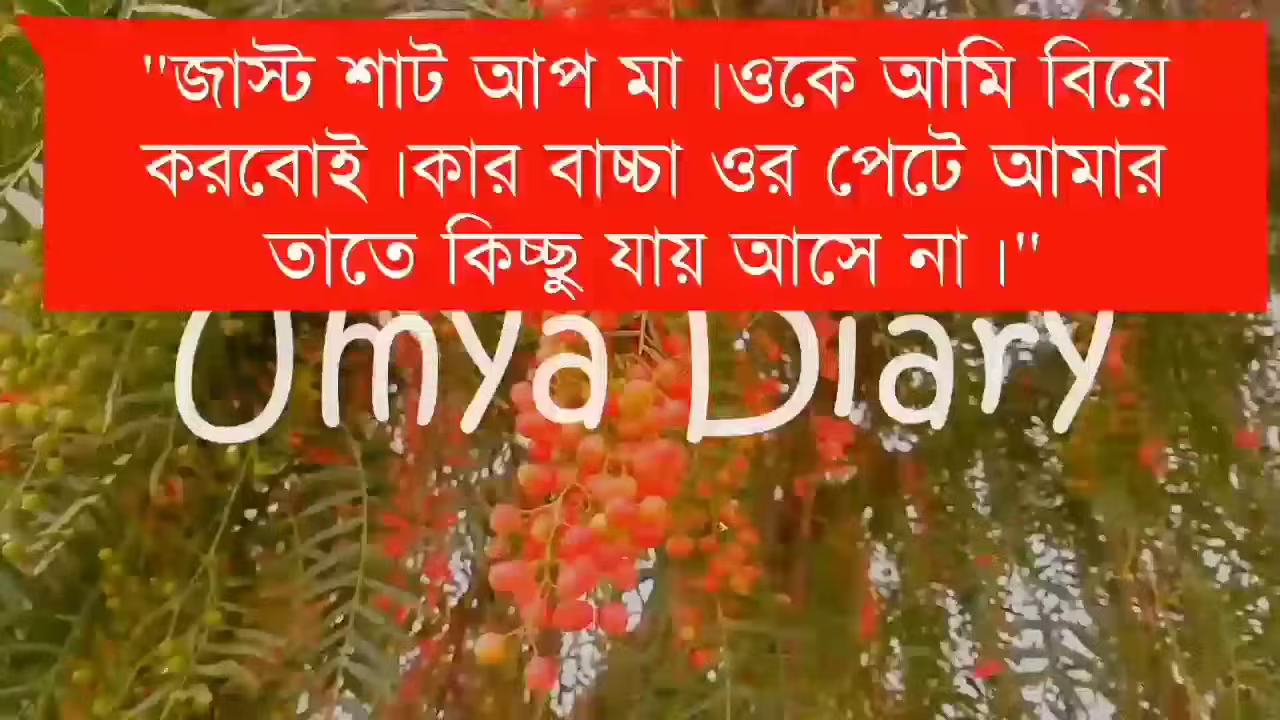 "জাস্ট শাট আপ মা ।ওকে আমি বিয়ে
করবোই ।কার বাচ্চা ওর পেটে আমার
তাতে কিচ্ছু যায় আসে না ।"
Omya Diary